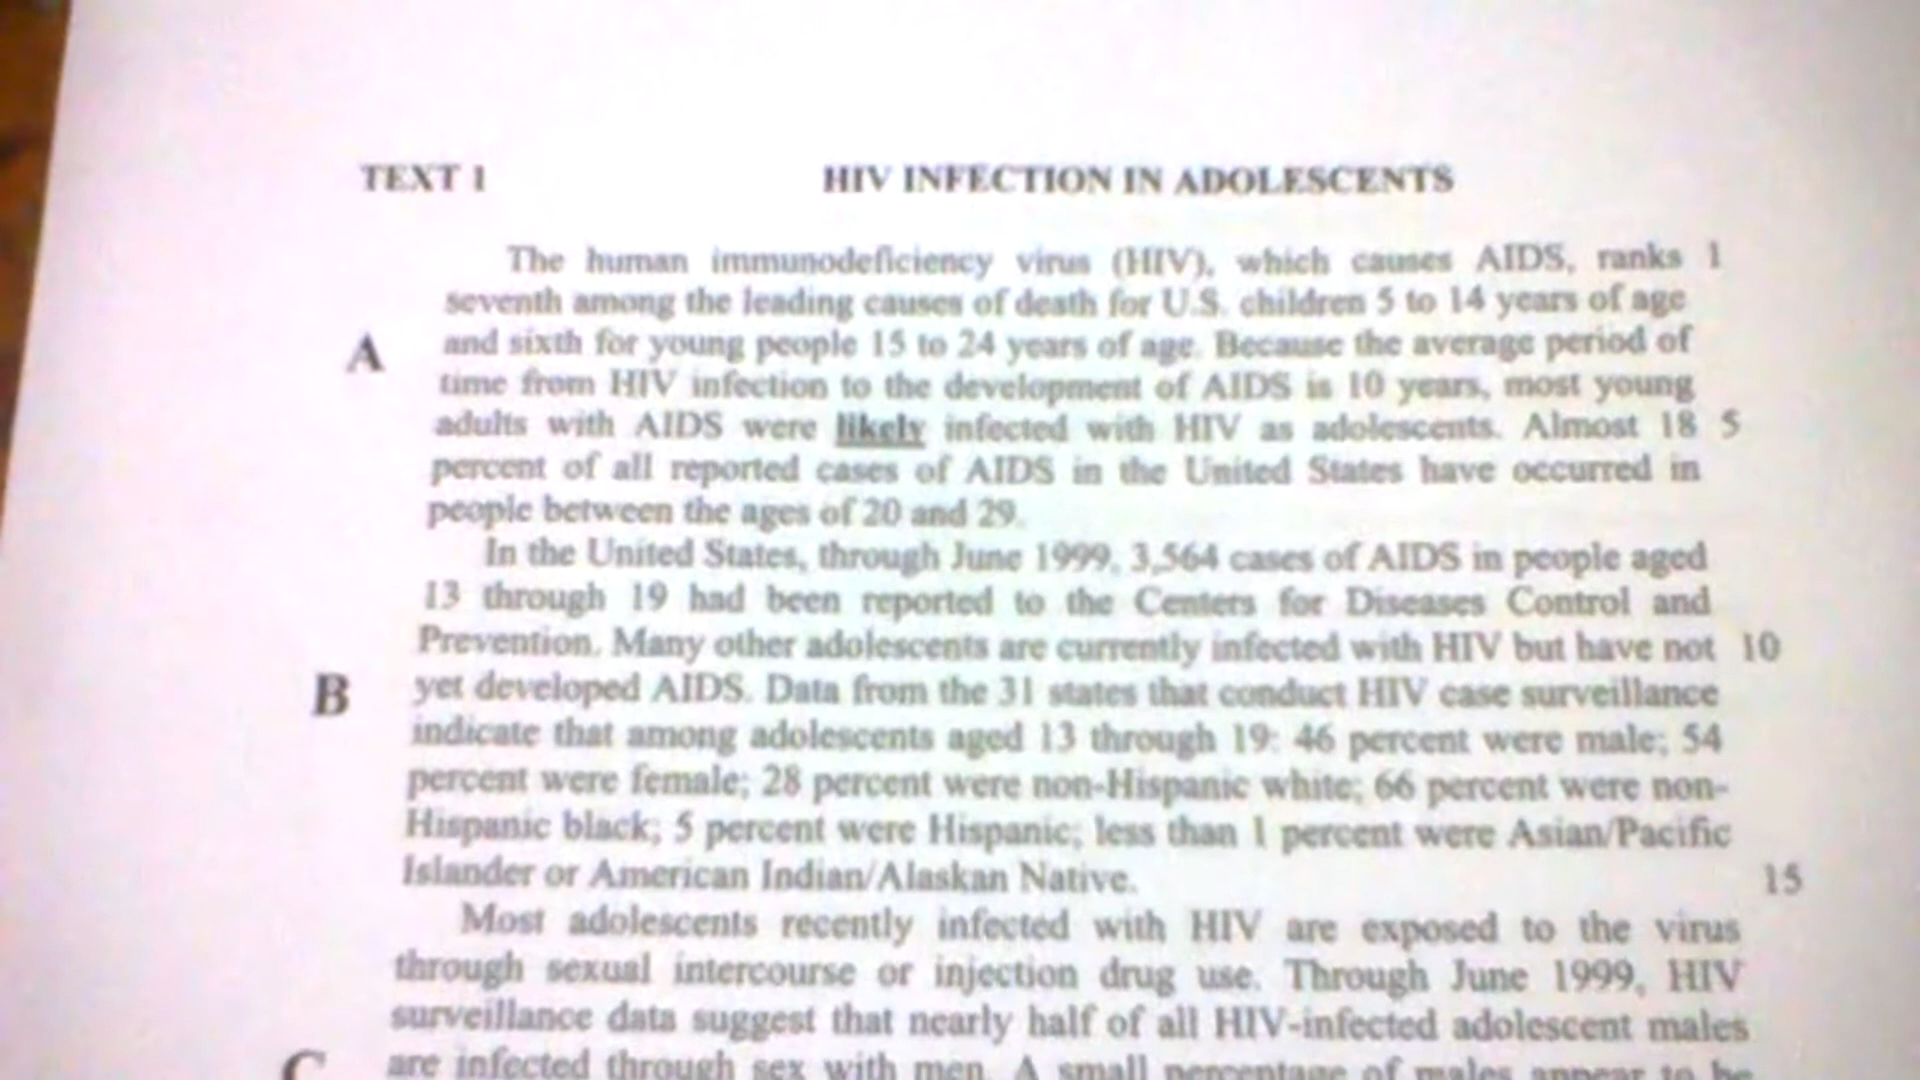 TEXT 1 HIV INFECTION IN ADOLESCENTS
The human immunodeficiency virus (HIV), which causes AIDS, ranks 1
seventh among the leading causes of death for U.S. children 5 to 14 years of age
A and sixth for young people 15 to 24 years of age. Because the average period of
time from HIV infection to the development of AIDS is 10 years, most young
adults with AIDS were likely infected with HIV as adolescents. Almost 18 5
percent of all reported cases of AIDS in the United States have occurred in
people between the ages of 20 and 29.
In the United States, through June 1999, 3,564 cases of AIDS in people aged
13 through 19 had been reported to the Centers for Diseases Control and
Prevention. Many other adolescents are currently infected with HIV but have not 10
B yet developed AIDS. Data from the 31 states that conduct HIV case surveillance
indicate that among adolescents aged 13 through 19: 46 percent were male; 54
percent were female; 28 percent were non-Hispanic white; 66 percent were non-
Hispanic black; 5 percent were Hispanic; less than 1 percent were Asian/Pacific
Islander or American Indian/Alaskan Native. 15
Most adolescents recently infected with HIV are exposed to the virus
through sexual intercourse or injection drug use. Through June 1999, HIV
surveillance data suggest that nearly half of all HIV-infected adolescent males
C are infected through sex with men. A small percentage of males appear to be